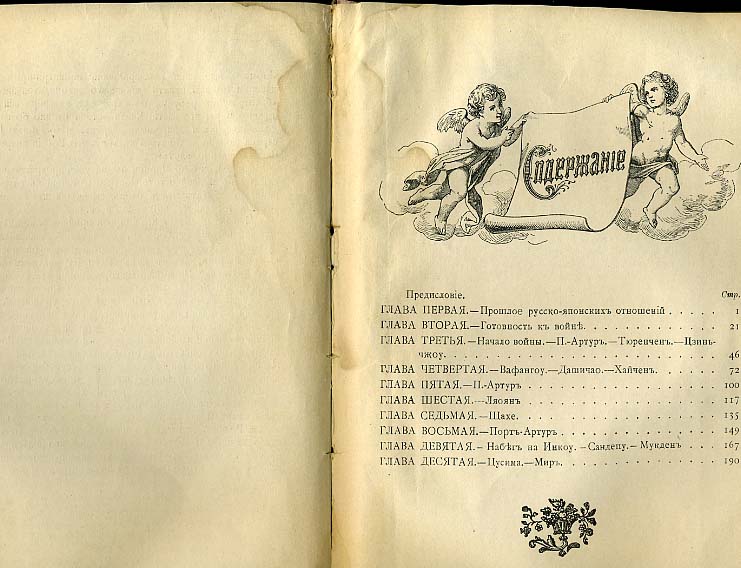 Содержаніе
Предисловіе. Стр.
ГЛАВА ПЕРВАЯ.—Прошлое русско-японскихъ отношеній . . . . . 1
ГЛАВА ВТОРАЯ.—Готовность къ войнѣ. . . . . . . . . . . . . . 21
ГЛАВА ТРЕТЬЯ.—Начало войны.—П.-Артуръ.—Тюренченъ.—Цзинь-
чжоу. . . . . . . . . . . . . . . . . . . . . . . . . . . . 46
ГЛАВА ЧЕТВЕРТАЯ.—Вафангоу.—Дашичао.—Хайченъ. . . . . . . 72
ГЛАВА ПЯТАЯ.—П.-Артуръ . . . . . . . . . . . . . . . . . . 100
ГЛАВА ШЕСТАЯ.—Ляоянъ . . . . . . . . . . . . . . . . . . 117
ГЛАВА СЕДЬМАЯ.—Шахе. . . . . . . . . . . . . . . . . . . 135
ГЛАВА ВОСЬМАЯ.—Портъ-Артуръ . . . . . . . . . . . . . . . 149
ГЛАВА ДЕВЯТАЯ.—Набѣгъ на Инкоу.—Сандепу.—Мукденъ . . . . 167
ГЛАВА ДЕСЯТАЯ.—Цусима.—Миръ. . . . . . . . . . . . . . . 190